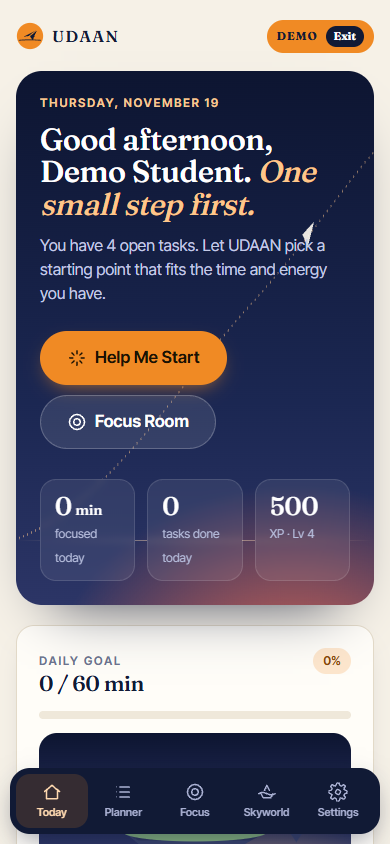 UDAAN
DEMO Exit
THURSDAY, NOVEMBER 19
Good afternoon,
Demo Student. One
small step first.
You have 4 open tasks. Let UDAAN pick a
starting point that fits the time and energy
you have.
Help Me Start
Focus Room
0 min
focused
today
0
tasks done
today
500
XP · Lv 4
DAILY GOAL
0%
0 / 60 min
Today
Planner
Focus
Skyworld
Settings